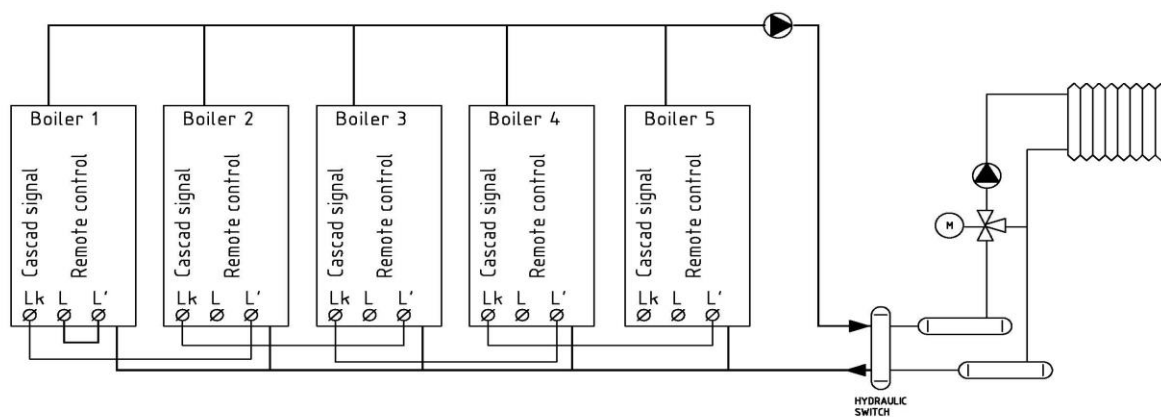 Boiler 1
Cascad signal
Remote control
Lk L L'
Boiler 2
Cascad signal
Remote control
Lk L L'
Boiler 3
Cascad signal
Remote control
Lk L L'
Boiler 4
Cascad signal
Remote control
Lk L L'
Boiler 5
Cascad signal
Remote control
Lk L L'
M
HYDRAULIC
SWITCH